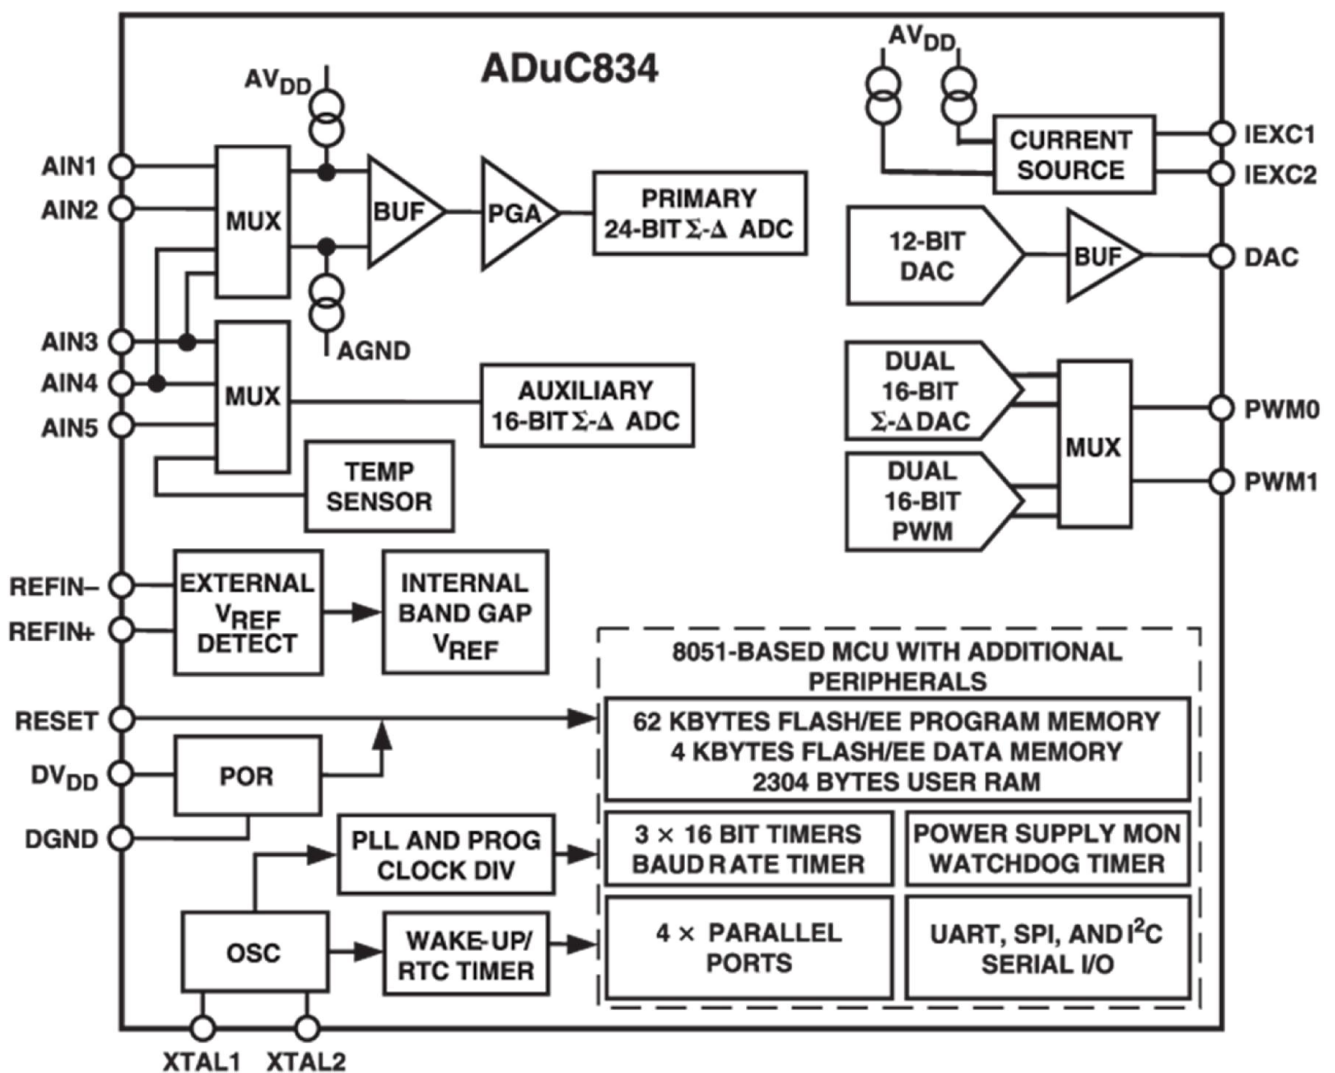 ADuC834
AVDD
AVDD
AIN1
AIN2
MUX
BUF
PGA
PRIMARY
24-BIT Σ-Δ ADC
CURRENT
SOURCE
IEXC1
IEXC2
12-BIT
DAC
BUF
DAC
AGND
AIN3
AIN4
AIN5
MUX
AUXILIARY
16-BIT Σ-Δ ADC
TEMP
SENSOR
DUAL
16-BIT
Σ-Δ DAC
DUAL
16-BIT
PWM
MUX
PWM0
PWM1
REFIN–
REFIN+
EXTERNAL
VREF
DETECT
INTERNAL
BAND GAP
VREF
RESET
DVDD
POR
DGND
PLL AND PROG
CLOCK DIV
OSC
WAKE-UP/
RTC TIMER
XTAL1
XTAL2
8051-BASED MCU WITH ADDITIONAL
PERIPHERALS
62 KBYTES FLASH/EE PROGRAM MEMORY
4 KBYTES FLASH/EE DATA MEMORY
2304 BYTES USER RAM
3 × 16 BIT TIMERS
BAUD RATE TIMER
POWER SUPPLY MON
WATCHDOG TIMER
4 × PARALLEL
PORTS
UART, SPI, AND I²C
SERIAL I/O